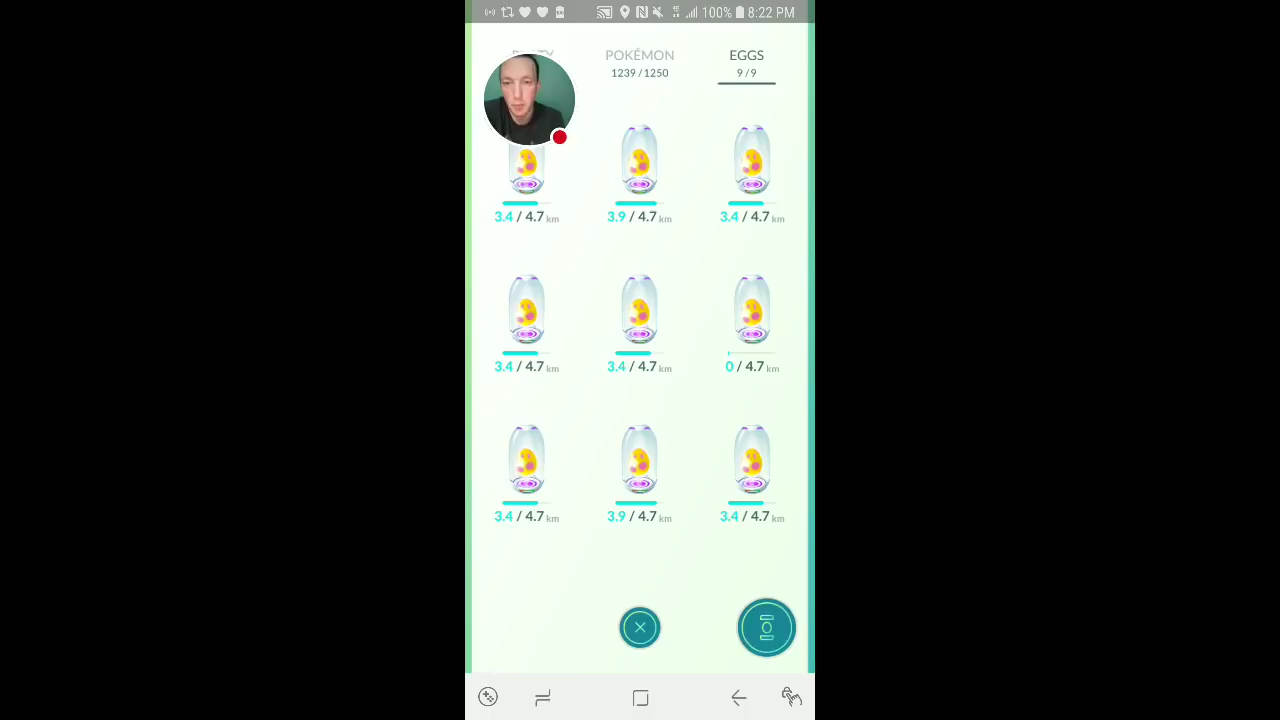 100% 8:22 PM
POKÉMON EGGS
1239 / 1250 9 / 9
3.4 / 4.7 km 3.9 / 4.7 km 3.4 / 4.7 km
3.4 / 4.7 km 3.4 / 4.7 km 0 / 4.7 km
3.4 / 4.7 km 3.9 / 4.7 km 3.4 / 4.7 km